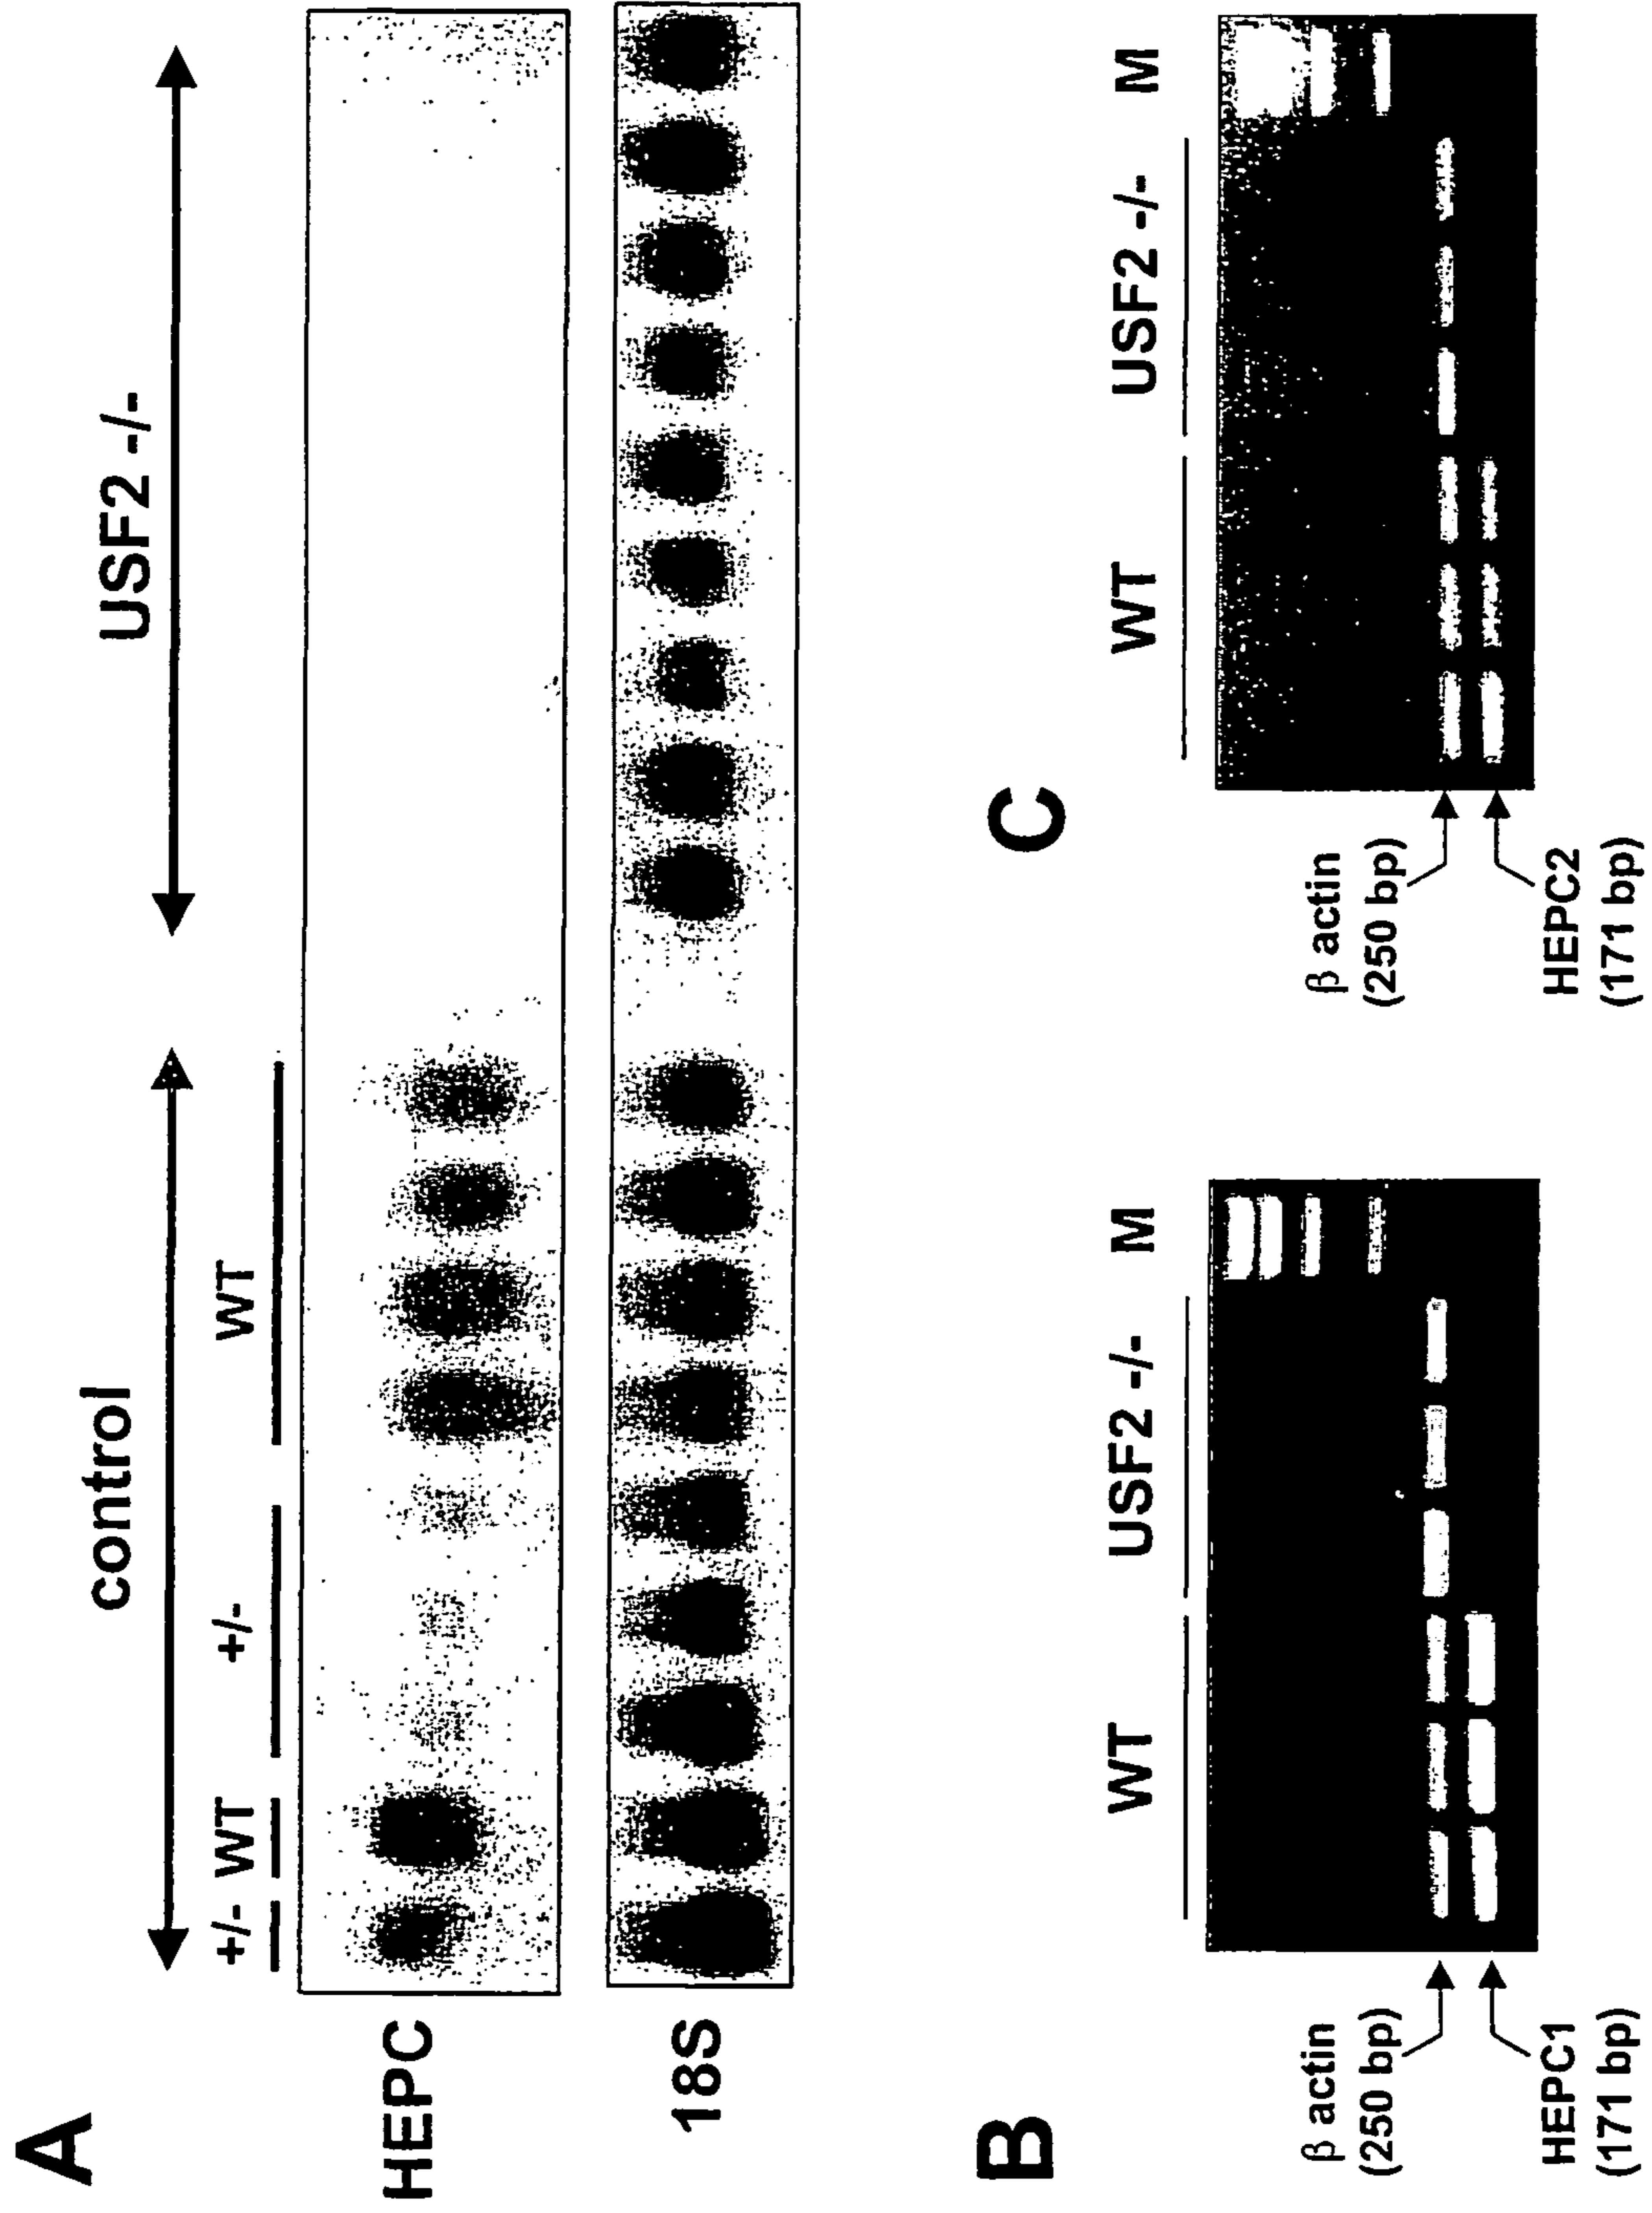 A
control
USF2 -/-
+/- WT +/- WT
HEPC
18S
B
WT USF2 -/- M
β actin
(250 bp)
HEPC1
(171 bp)
C
WT USF2 -/- M
β actin
(250 bp)
HEPC2
(171 bp)